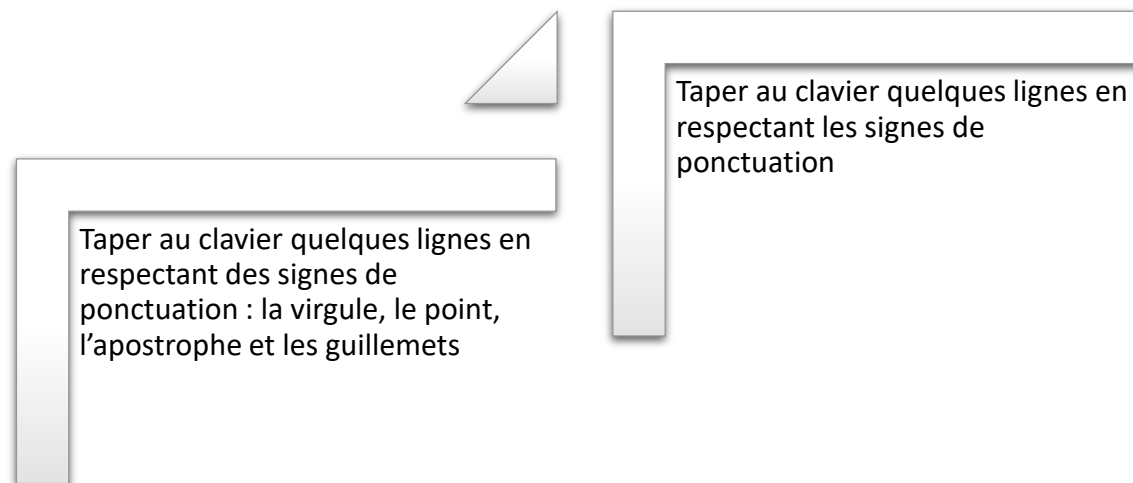 Taper au clavier quelques lignes en
respectant des signes de
ponctuation : la virgule, le point,
l’apostrophe et les guillemets
Taper au clavier quelques lignes en
respectant les signes de
ponctuation